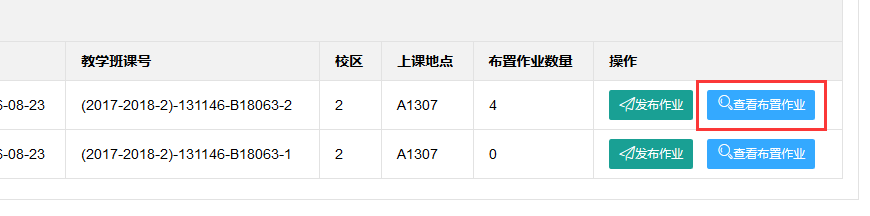 教学班课号 校区 上课地点 布置作业数量 操作
6-08-23 (2017-2018-2)-131146-B18063-2 2 A1307 4 发布作业 查看布置作业
6-08-23 (2017-2018-2)-131146-B18063-1 2 A1307 0 发布作业 查看布置作业